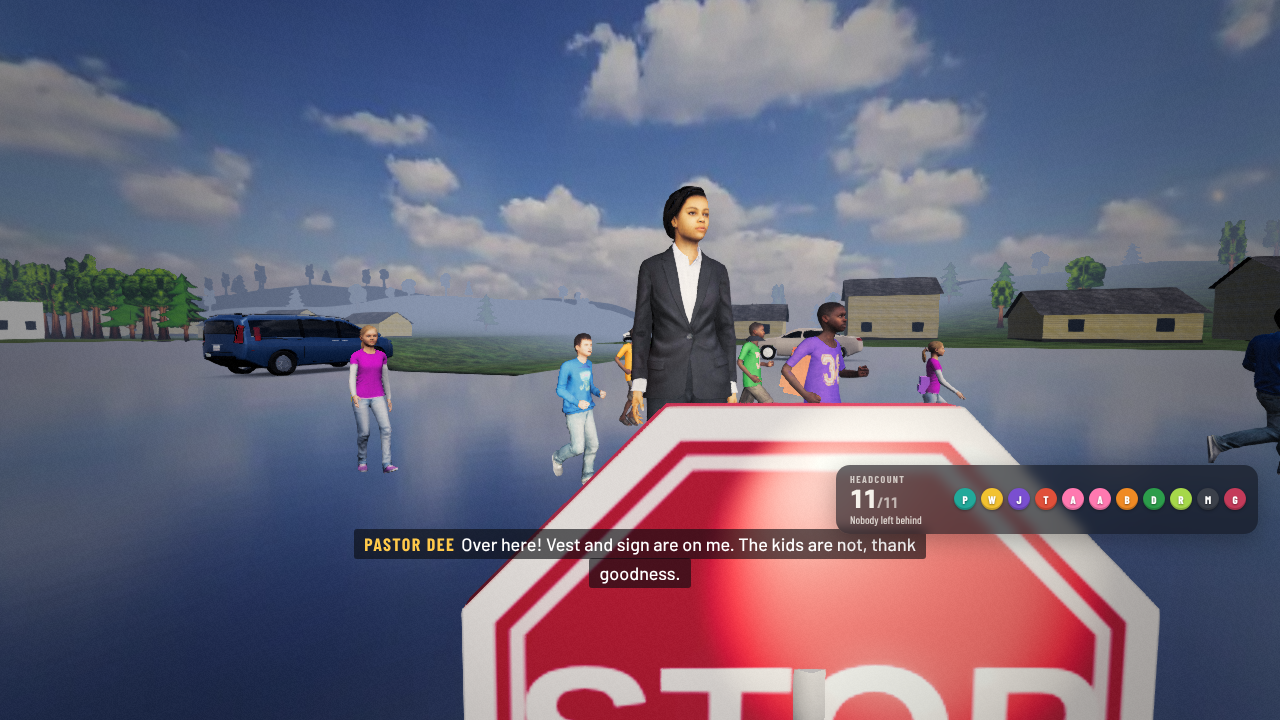 HEADCOUNT
11/11
P W J T A A B D R M G
Nobody left behind
PASTOR DEE Over here! Vest and sign are on me. The kids are not, thank
goodness.
STOP